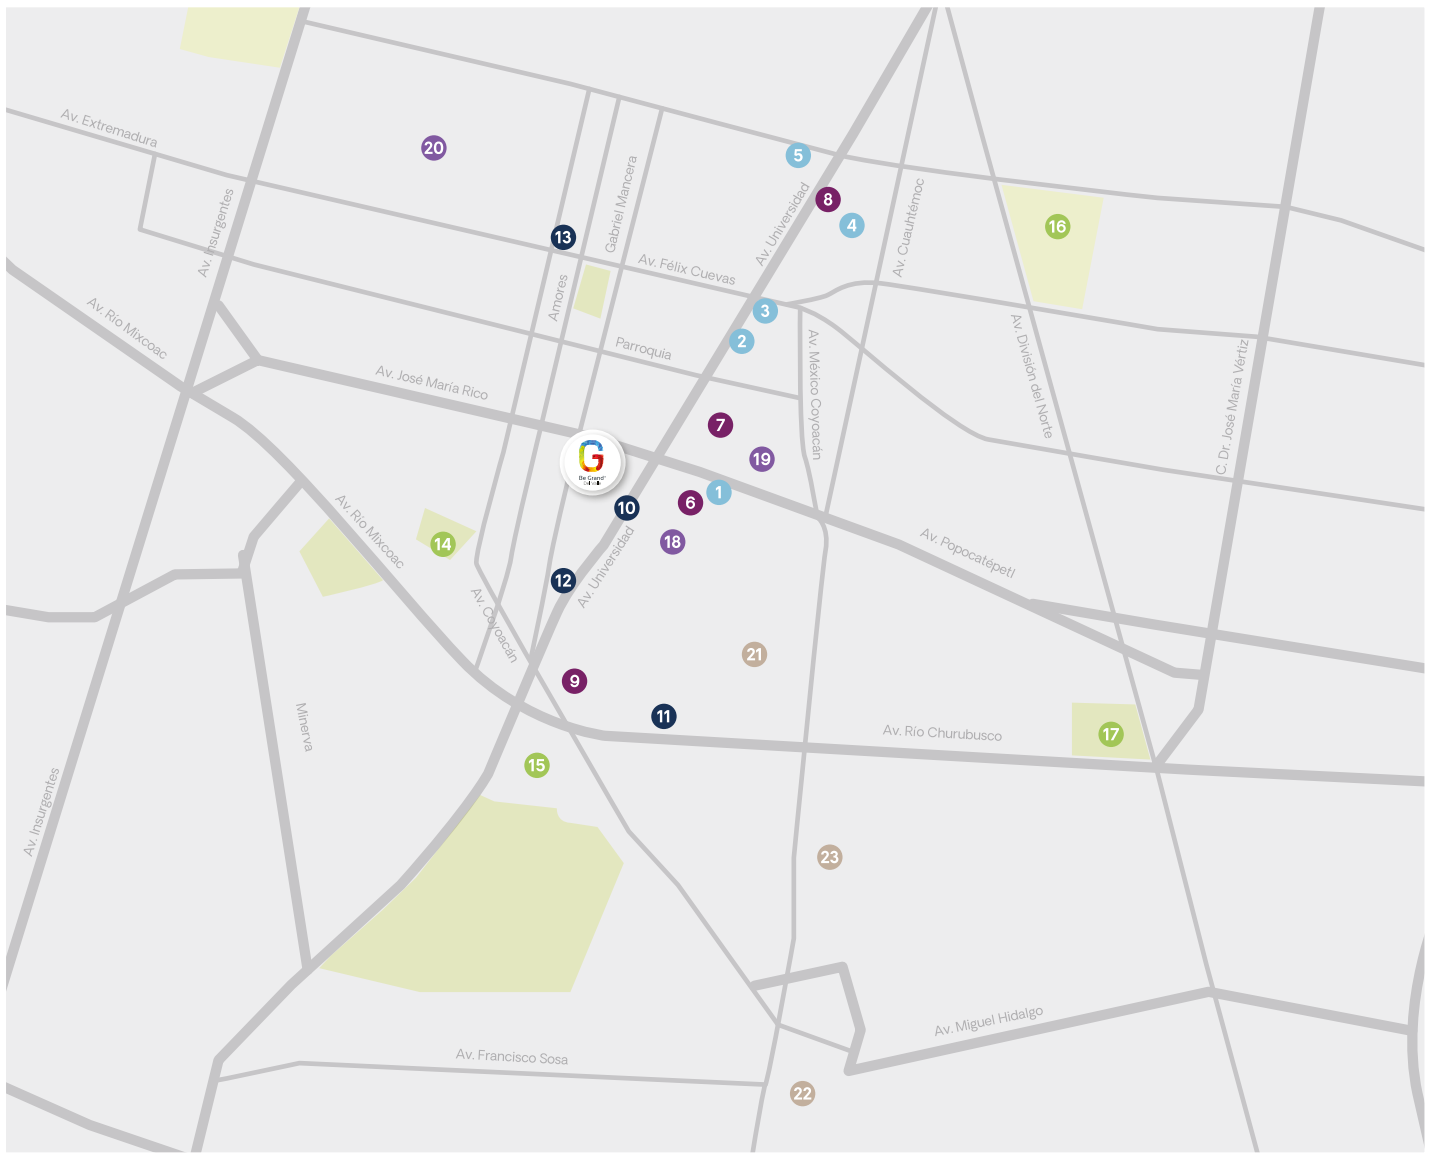 Av. Extremadura
20
5
8
4
16
Av. Insurgentes
13
Gabriel Mancera
Av. Universidad
Av. Cuauhtémoc
Av. Félix Cuevas
Amores
3
2
Av. Río Mixcoac
Parroquia
Av. México Coyoacán
Av. División del Norte
C. Dr. José María Vértiz
Av. José María Rico
7
19
G
Be Grand®
Del Valle
10
6
1
18
14
Av. Río Mixcoac
12
Av. Universidad
Av. Popocatépetl
Av. Coyoacán
21
9
11
Minerva
15
Av. Río Churubusco
17
Av. Insurgentes
23
Av. Miguel Hidalgo
Av. Francisco Sosa
22